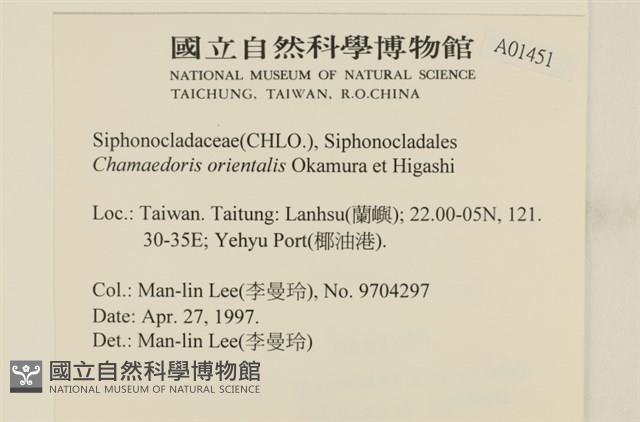 國立自然科學博物館
A01451
NATIONAL MUSEUM OF NATURAL SCIENCE
TAICHUNG, TAIWAN, R.O.CHINA
Siphonocladaceae(CHLO.), Siphonocladales
Chamaedoris orientalis Okamura et Higashi
Loc.: Taiwan. Taitung: Lanhsu(蘭嶼); 22.00-05N, 121.
30-35E; Yehyu Port(椰油港).
Col.: Man-lin Lee(李曼玲), No. 9704297
Date: Apr. 27, 1997.
Det.: Man-lin Lee(李曼玲)
國立自然科學博物館
NATIONAL MUSEUM OF NATURAL SCIENCE